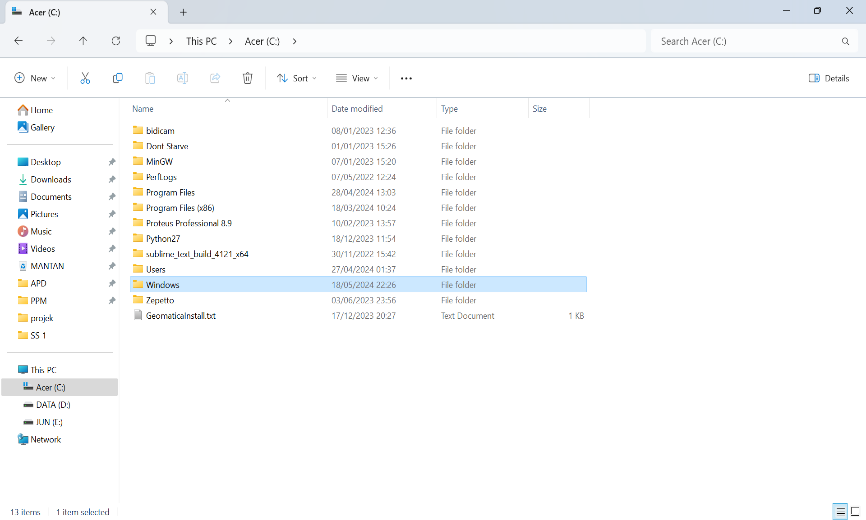 Acer (C:)
This PC Acer (C:) Search Acer (C:)
New Sort View Details
Name Date modified Type Size
Home
Gallery
Desktop
Downloads
Documents
Pictures
Music
Videos
MANTAN
APD
PPM
projek
SS 1
This PC
Acer (C:)
DATA (D:)
JUN (E:)
Network
bidicam 08/01/2023 12:36 File folder
Dont Starve 01/01/2023 15:26 File folder
MinGW 07/01/2023 15:20 File folder
PerfLogs 07/05/2022 12:24 File folder
Program Files 28/04/2024 13:03 File folder
Program Files (x86) 18/03/2024 10:24 File folder
Proteus Professional 8.9 10/02/2023 13:57 File folder
Python27 18/12/2023 11:54 File folder
sublime_text_build_4121_x64 30/11/2022 15:42 File folder
Users 27/04/2024 01:37 File folder
Windows 18/05/2024 22:26 File folder
Zepetto 03/06/2023 23:56 File folder
GeomaticaInstall.txt 17/12/2023 20:27 Text Document 1 KB
13 items 1 item selected